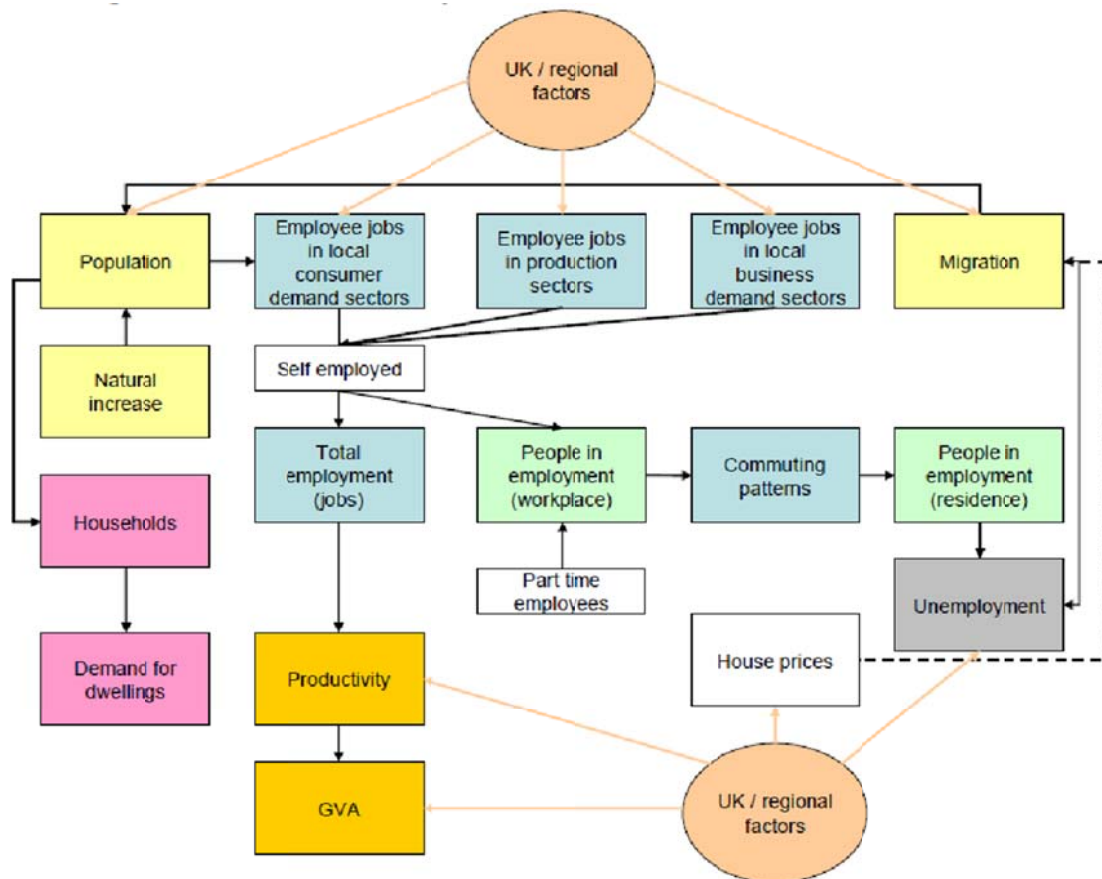 UK / regional
factors
Population
Employee jobs
in local
consumer
demand sectors
Employee jobs
in production
sectors
Employee jobs
in local
business
demand sectors
Migration
Natural
increase
Self employed
Total
employment
(jobs)
People in
employment
(workplace)
Commuting
patterns
People in
employment
(residence)
Households
Part time
employees
Unemployment
Demand for
dwellings
Productivity
House prices
GVA
UK / regional
factors